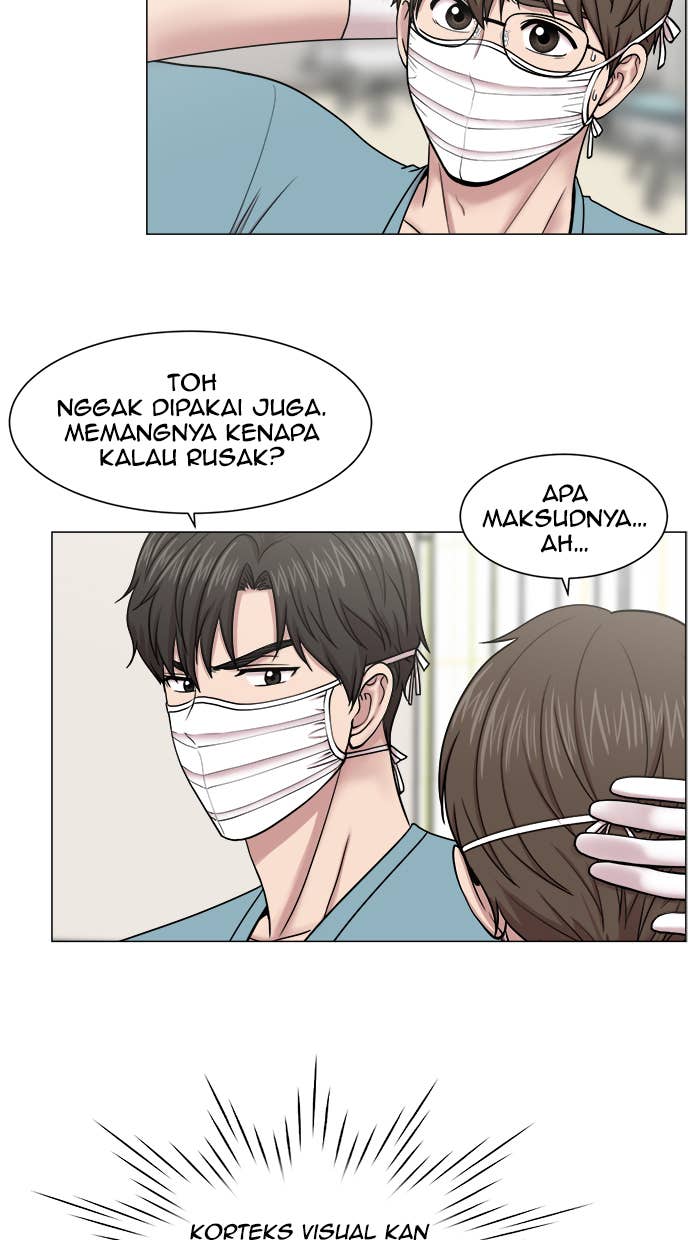 TOH
NGGAK DIPAKAI JUGA.
MEMANGNYA KENAPA
KALAU RUSAK?
APA
MAKSUDNYA...
AH...
KORTEKS VISUAL KAN